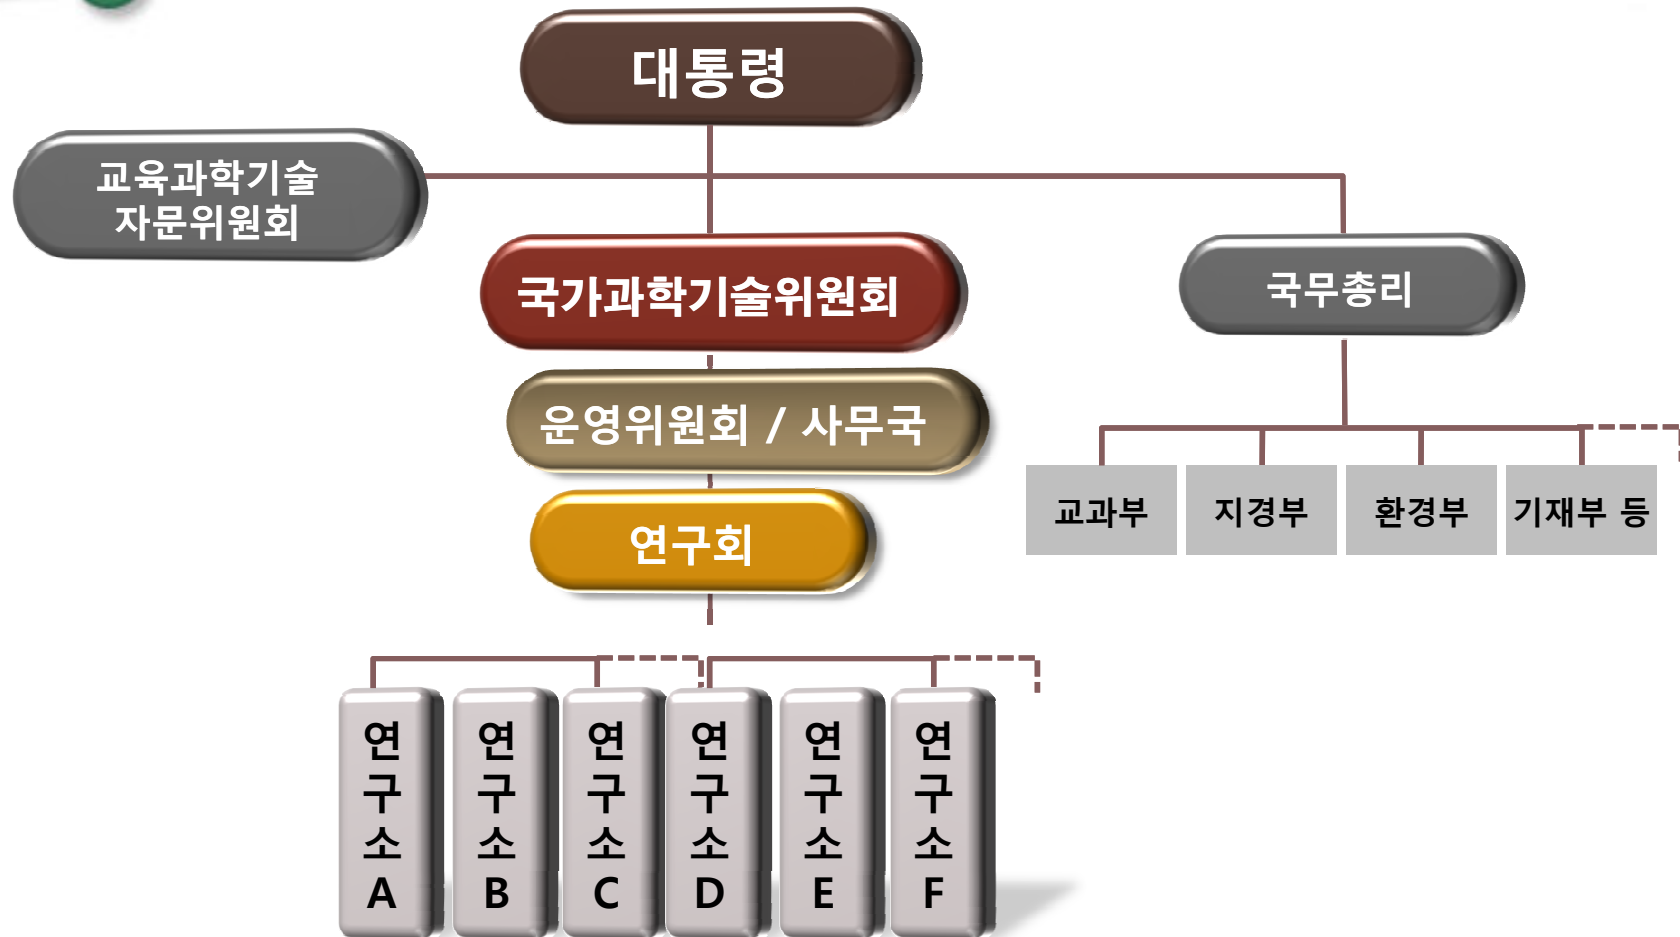 대통령
교육과학기술
자문위원회
국가과학기술위원회
국무총리
운영위원회 / 사무국
연구회
교과부
지경부
환경부
기재부 등
연구소 A
연구소 B
연구소 C
연구소 D
연구소 E
연구소 F